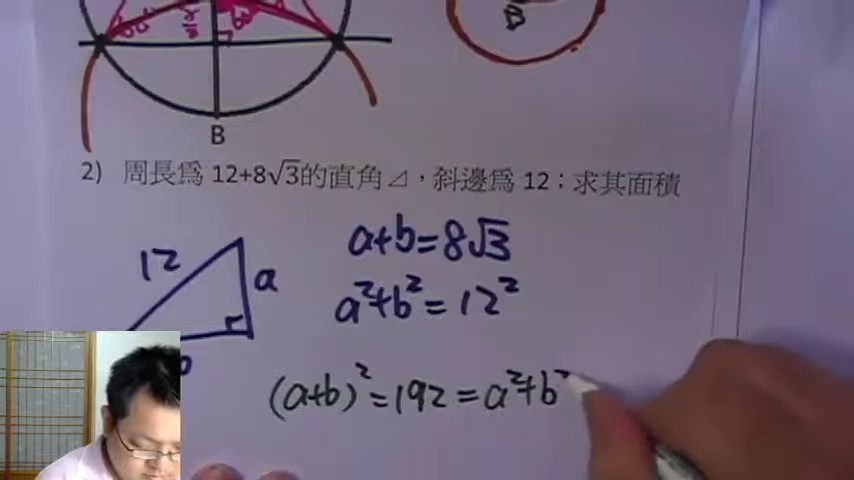 B
B
2) 周長爲 12+8√3的直角⊿，斜邊爲 12；求其面積
a+b=8√3
12
a
a²+b²=12²
(a+b)²=192=a²+b²